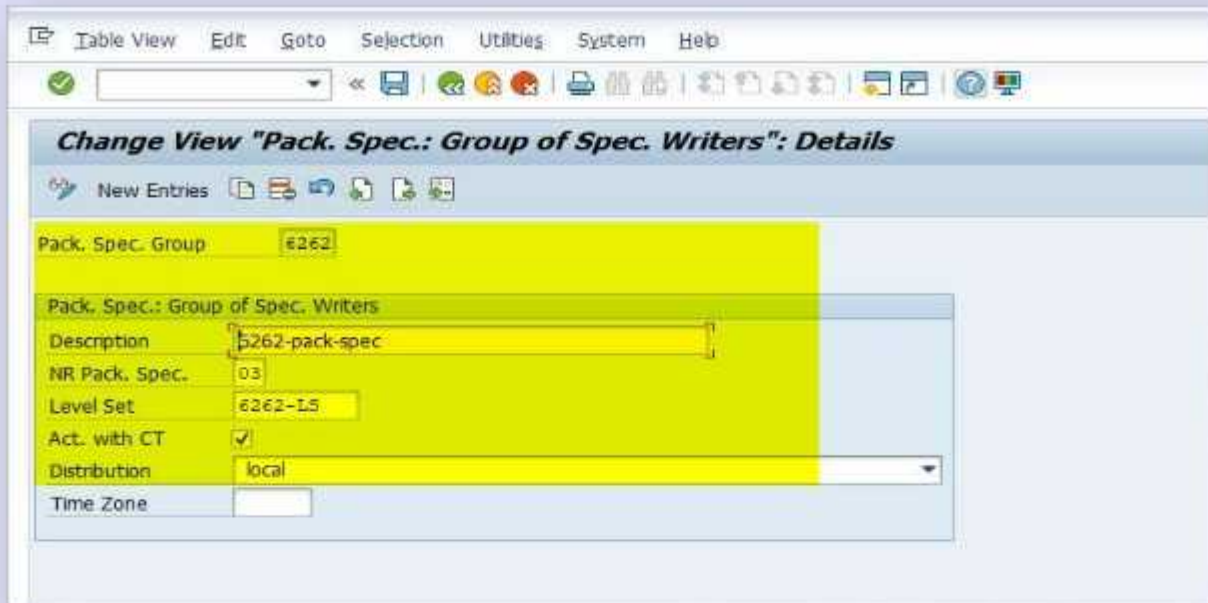 Table View Edit Goto Selection Utilities System Help
Change View "Pack. Spec.: Group of Spec. Writers": Details
New Entries
Pack. Spec. Group 6262
Pack. Spec.: Group of Spec. Writers
Description 6262-pack-spec
NR Pack. Spec. 03
Level Set 6262-LS
Act. with CT
Distribution local
Time Zone